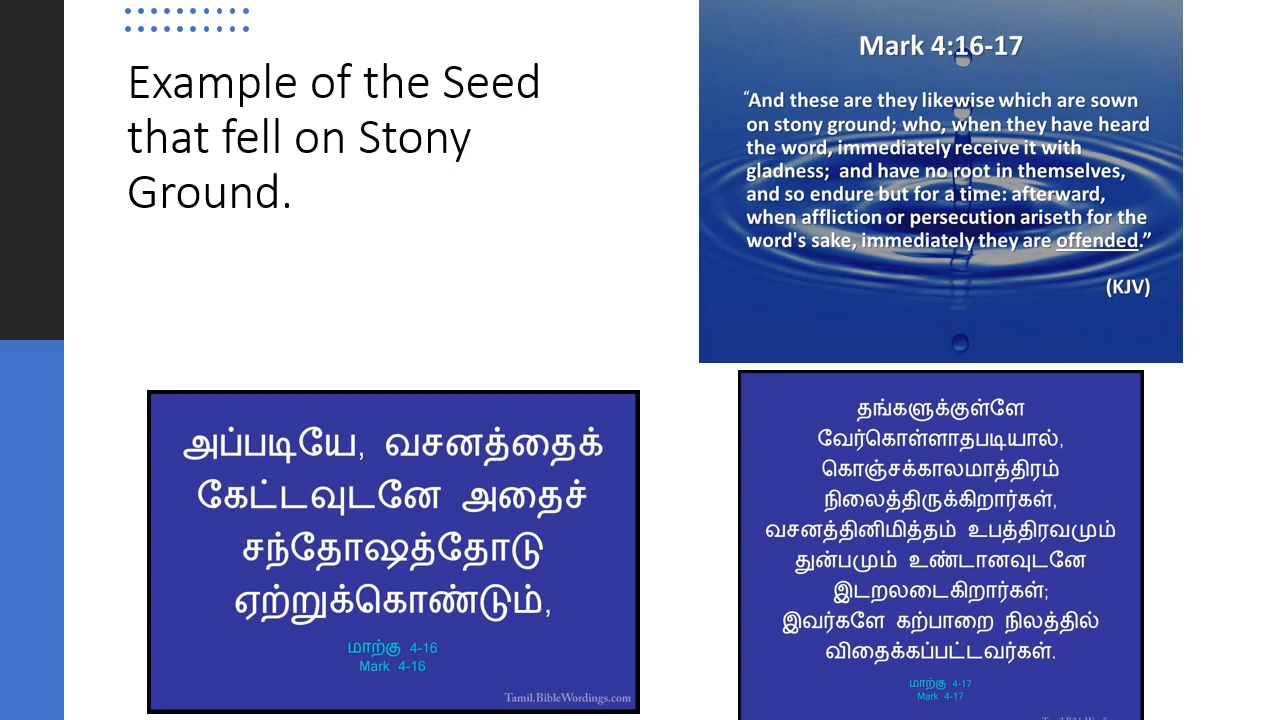 Example of the Seed
that fell on Stony
Ground.
Mark 4:16-17
“And these are they likewise which are sown
on stony ground; who, when they have heard
the word, immediately receive it with
gladness;  and have no root in themselves,
and so endure but for a time: afterward,
when affliction or persecution ariseth for the
word's sake, immediately they are offended.”
(KJV)
அப்படியே, வசனத்தைக்
கேட்டவுடனே அதைச்
சந்தோஷத்தோடு
ஏற்றுக்கொண்டும்,
மாற்கு 4-16
Mark 4-16
Tamil.BibleWordings.com
தங்களுக்குள்ளே
வேர்கொள்ளாதபடியால்,
கொஞ்சக்காலமாத்திரம்
நிலைத்திருக்கிறார்கள்,
வசனத்தினிமித்தம் உபத்திரவமும்
துன்பமும் உண்டானவுடனே
இடறலடைகிறார்கள்;
இவர்களே கற்பாறை நிலத்தில்
விதைக்கப்பட்டவர்கள்.
மாற்கு 4-17
Mark 4-17